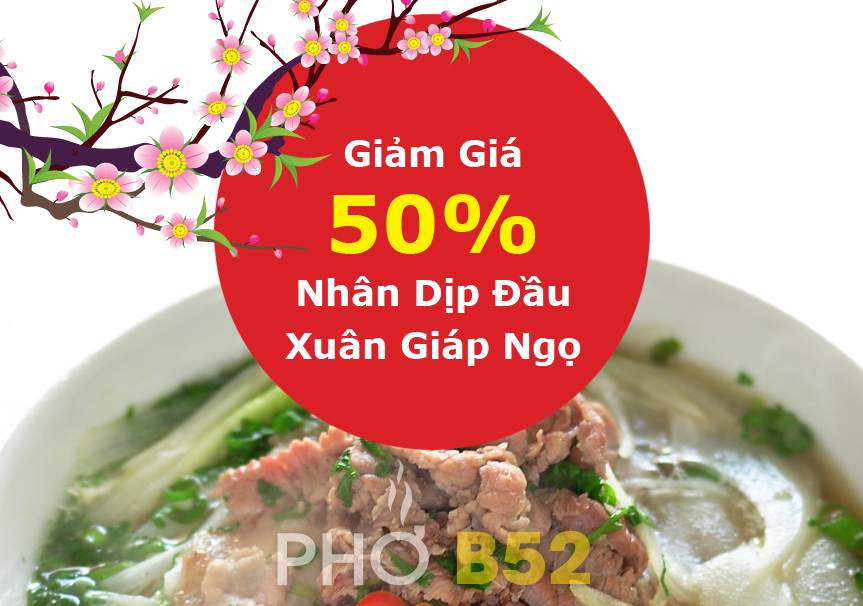 Giảm Giá
50%
Nhân Dịp Đầu
Xuân Giáp Ngọ
PHỞ B52